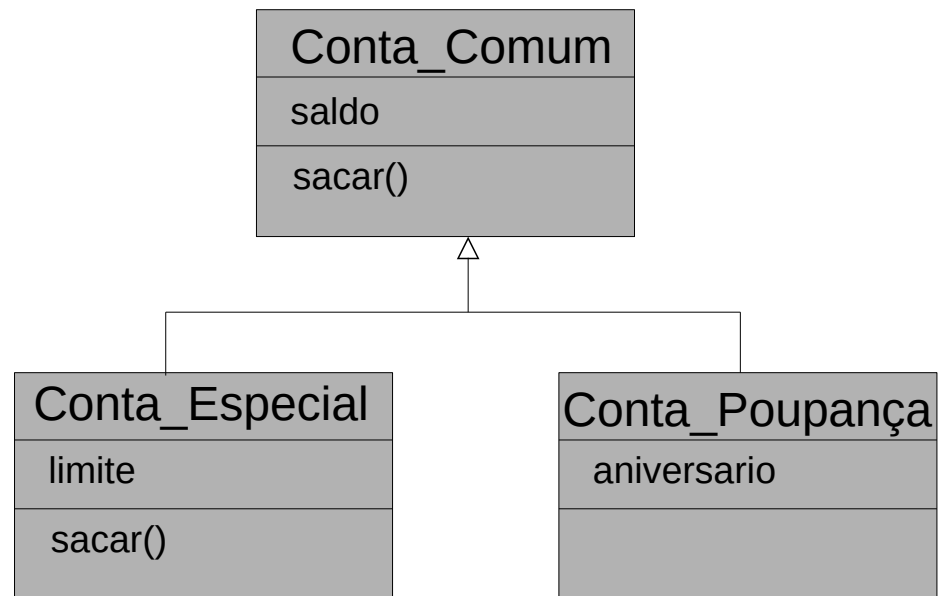 Conta_Comum
saldo
sacar()
Conta_Especial
limite
sacar()
Conta_Poupança
aniversario